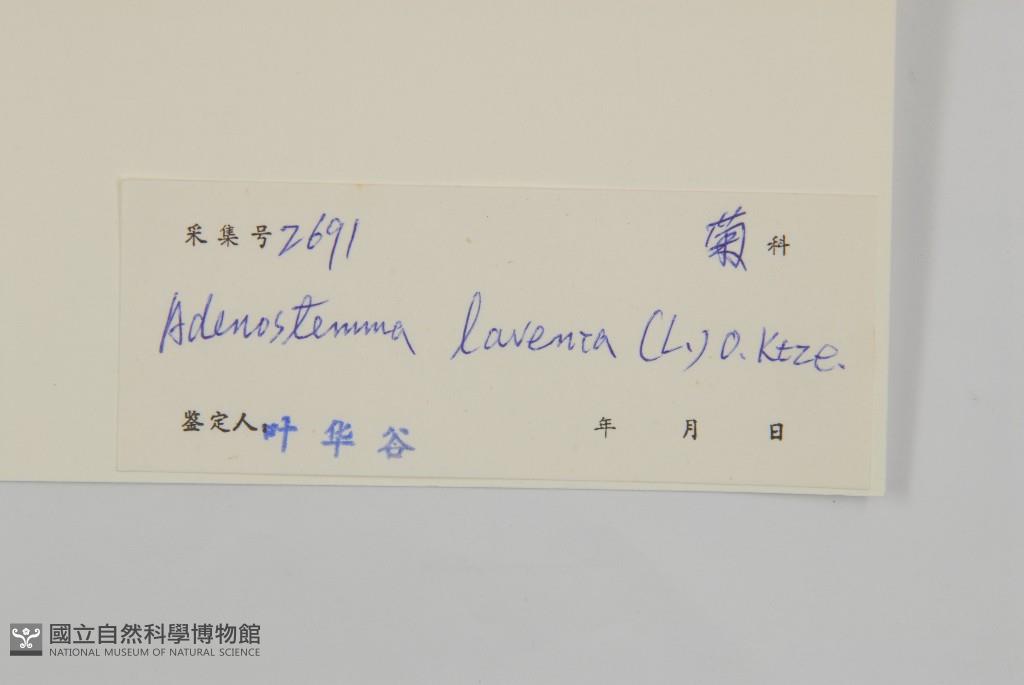 采集号 2691 菊 科
Adenostemma lavenia (L.) O. Ktze.
鉴定人 叶华谷 年 月 日
國立自然科學博物館
NATIONAL MUSEUM OF NATURAL SCIENCE